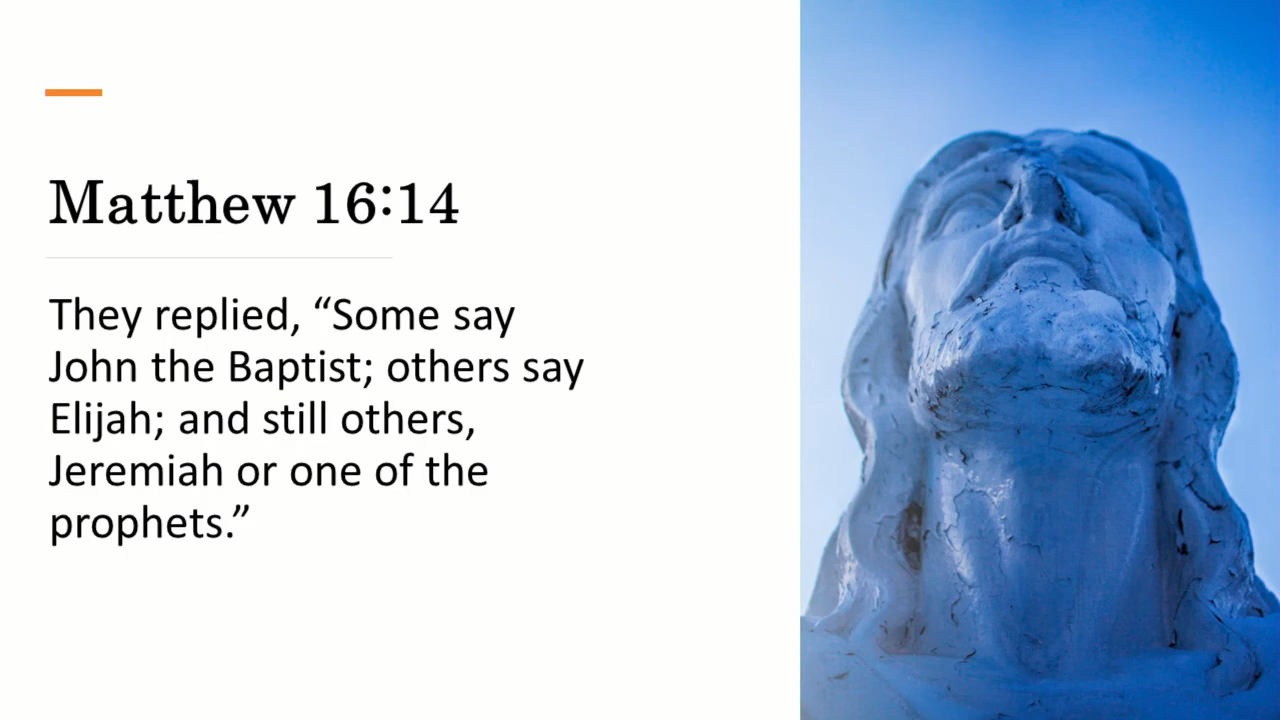 Matthew 16:14
They replied, “Some say
John the Baptist; others say
Elijah; and still others,
Jeremiah or one of the
prophets.”